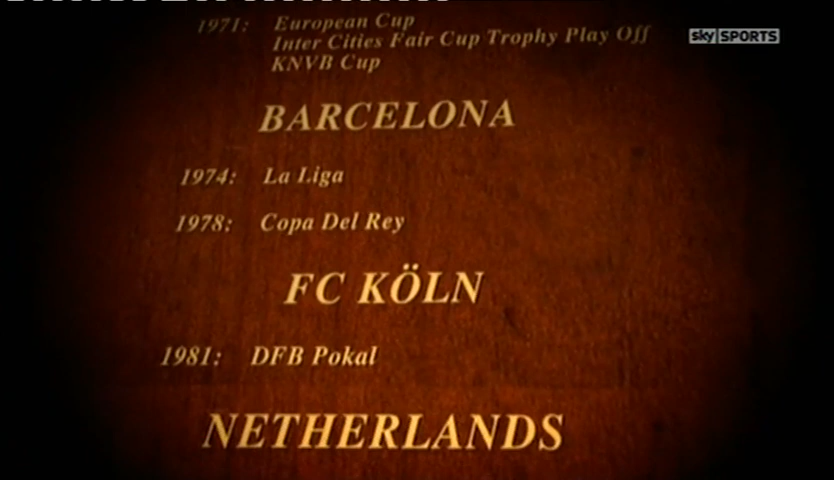 1971: European Cup
Inter Cities Fair Cup Trophy Play Off
KNVB Cup
sky SPORTS
BARCELONA
1974: La Liga
1978: Copa Del Rey
FC KÖLN
1981: DFB Pokal
NETHERLANDS